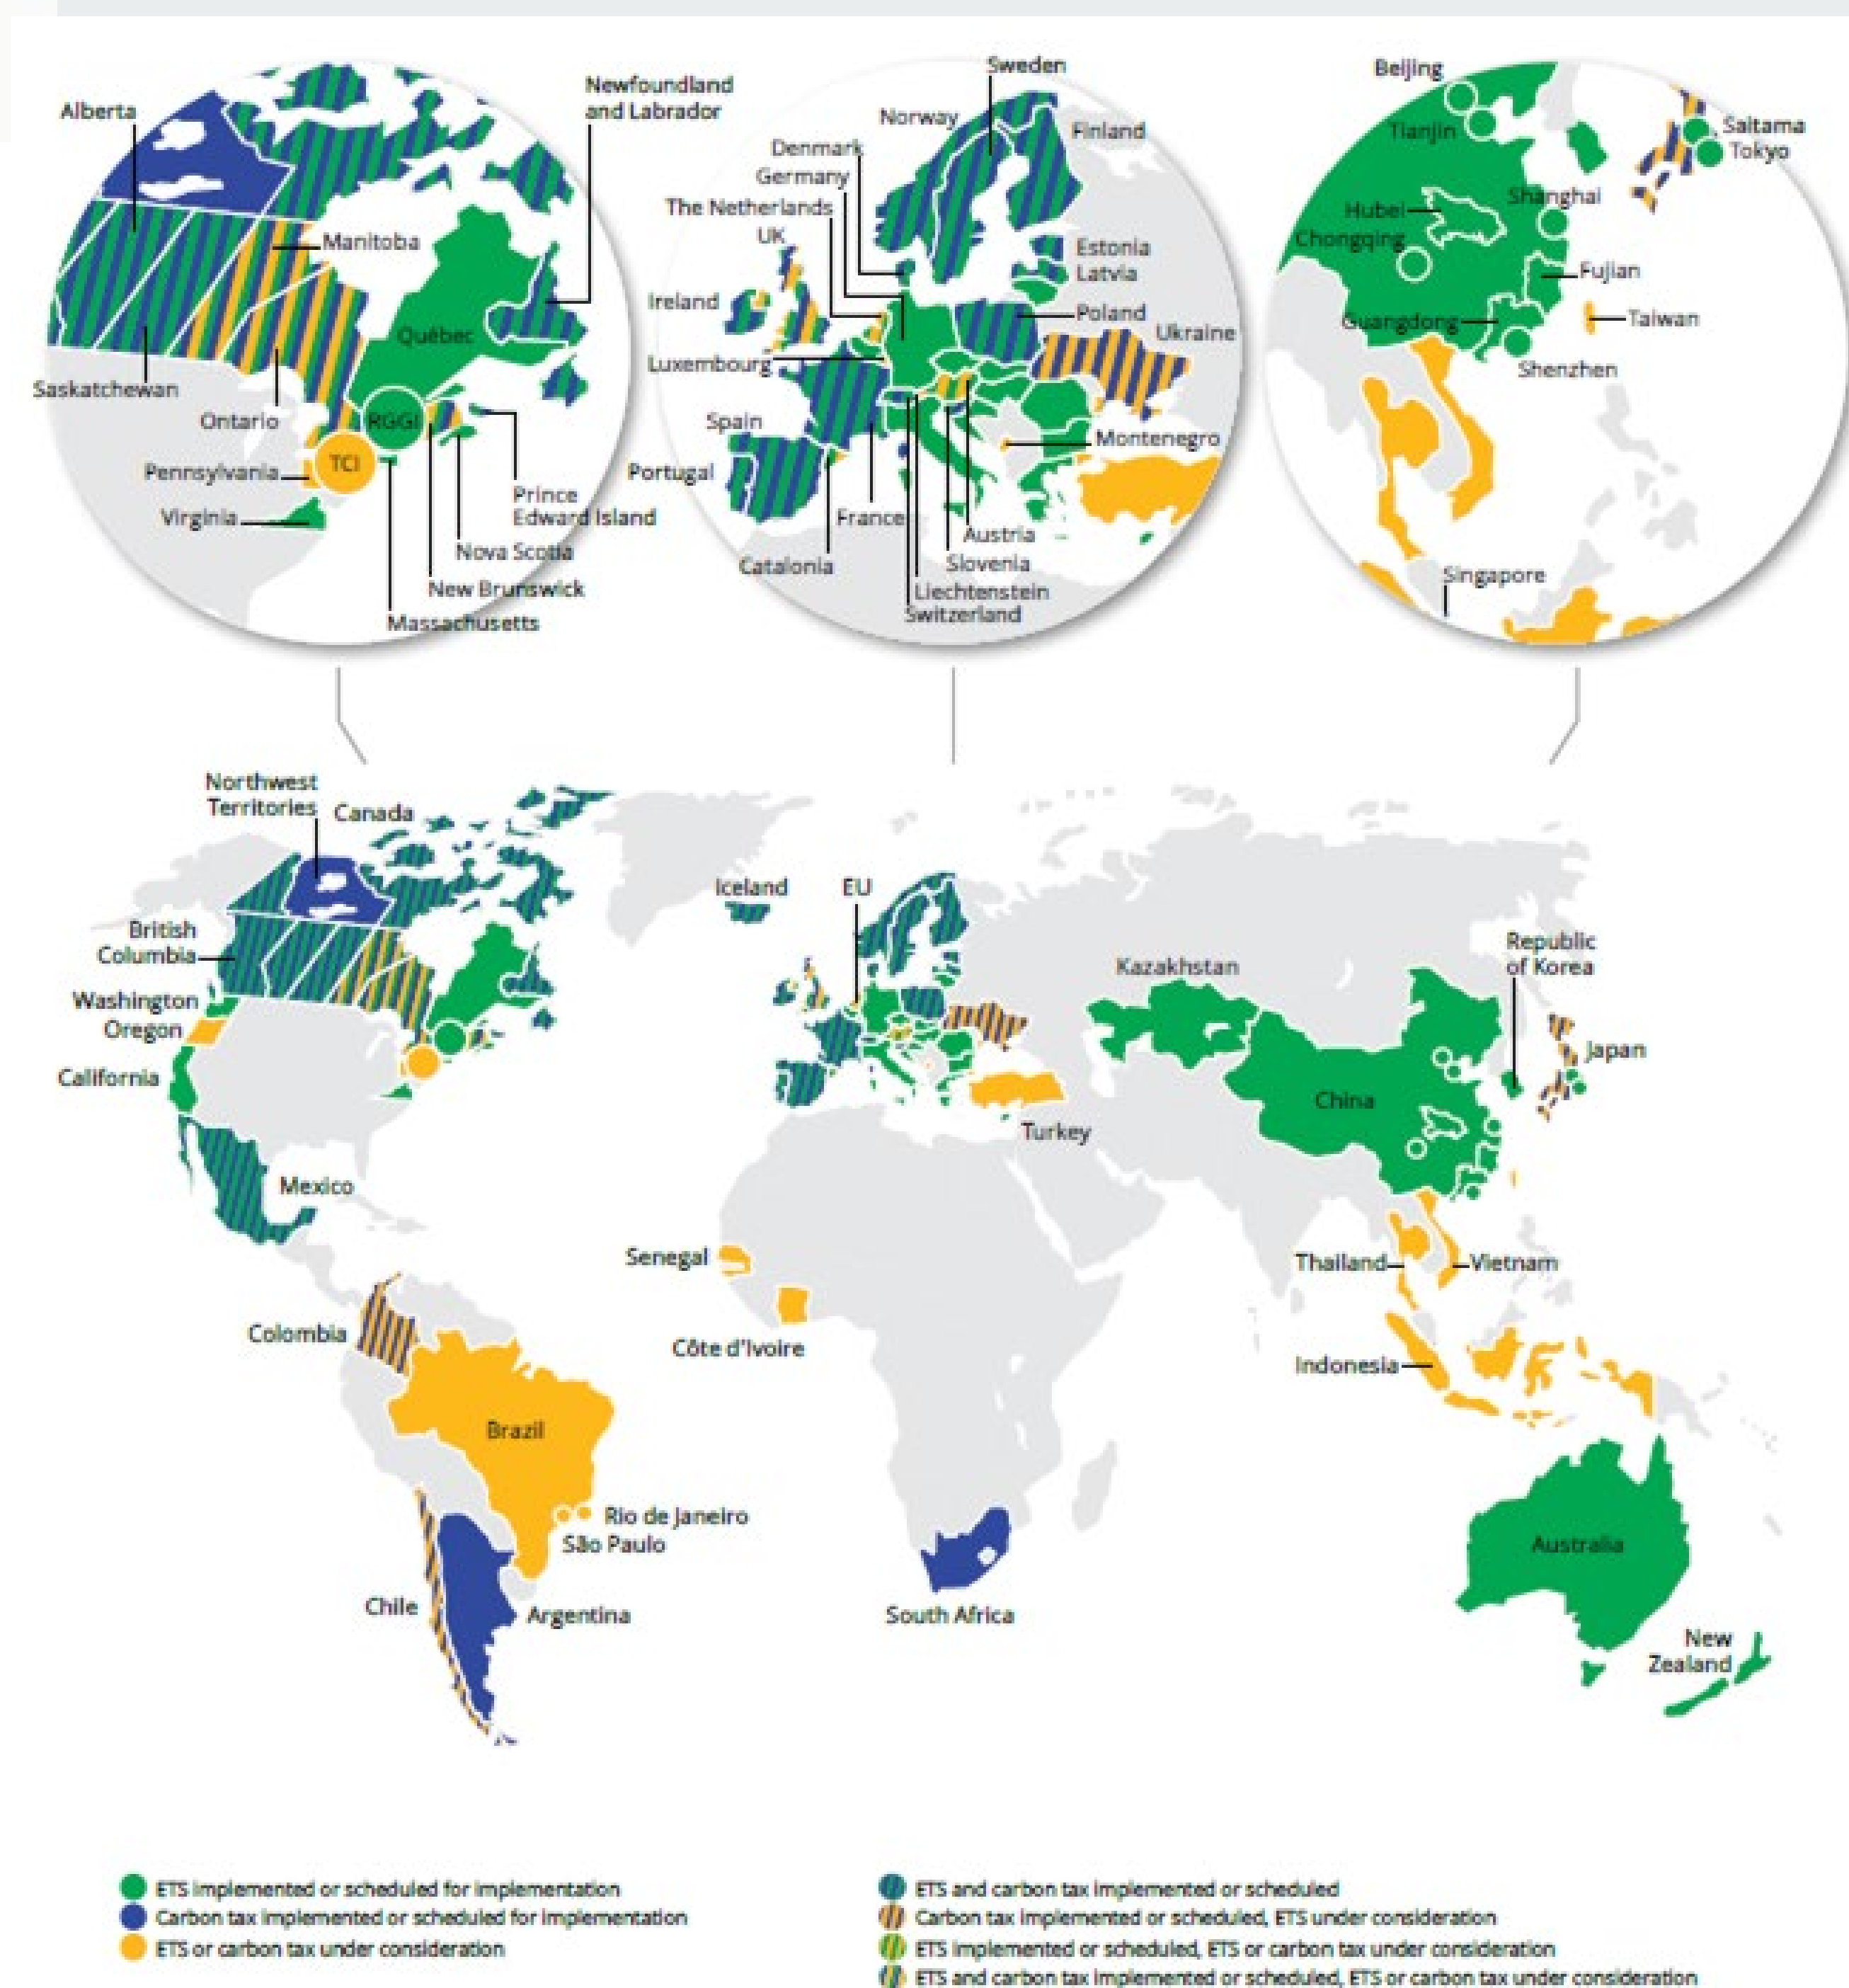 Alberta
Newfoundland
and Labrador
Manitoba
Québec
Saskatchewan
Ontario
RGGI
TCI
Pennsylvania
Virginia
Prince
Edward Island
Nova Scotia
New Brunswick
Massachusetts
Sweden
Norway
Finland
Denmark
Germany
The Netherlands
UK
Estonia
Latvia
Ireland
Poland
Ukraine
Luxembourg
Spain
Montenegro
Portugal
France
Austria
Catalonia
Slovenia
Liechtenstein
Switzerland
Beijing
Tianjin
Saitama
Tokyo
Shanghai
Hubei
Chongqing
Fujian
Guangdong
Taiwan
Shenzhen
Singapore
Northwest
Territories
Canada
Iceland
EU
British
Columbia
Republic
of Korea
Kazakhstan
Washington
Oregon
Japan
California
China
Turkey
Mexico
Senegal
Thailand
Vietnam
Colombia
Côte d'Ivoire
Indonesia
Brazil
Rio de Janeiro
São Paulo
Australia
Chile
Argentina
South Africa
New
Zealand
ETS implemented or scheduled for implementation
Carbon tax implemented or scheduled for implementation
ETS or carbon tax under consideration
ETS and carbon tax implemented or scheduled
Carbon tax implemented or scheduled, ETS under consideration
ETS implemented or scheduled, ETS or carbon tax under consideration
ETS and carbon tax implemented or scheduled, ETS or carbon tax under consideration